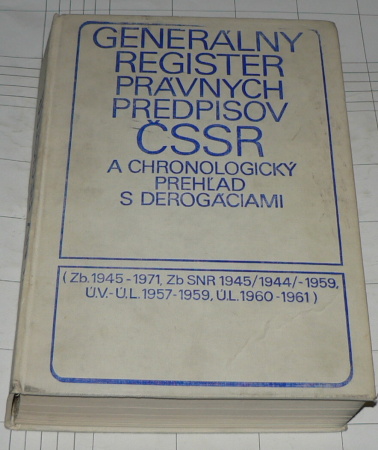 GENERÁLNY
REGISTER
PRÁVNYCH
PREDPISOV
ČSSR
A CHRONOLOGICKÝ
PREHĽAD
S DEROGÁCIAMI
(Zb. 1945-1971, Zb SNR 1945/1944/-1959,
Ú.V.-Ú.L. 1957-1959, Ú.L. 1960-1961)